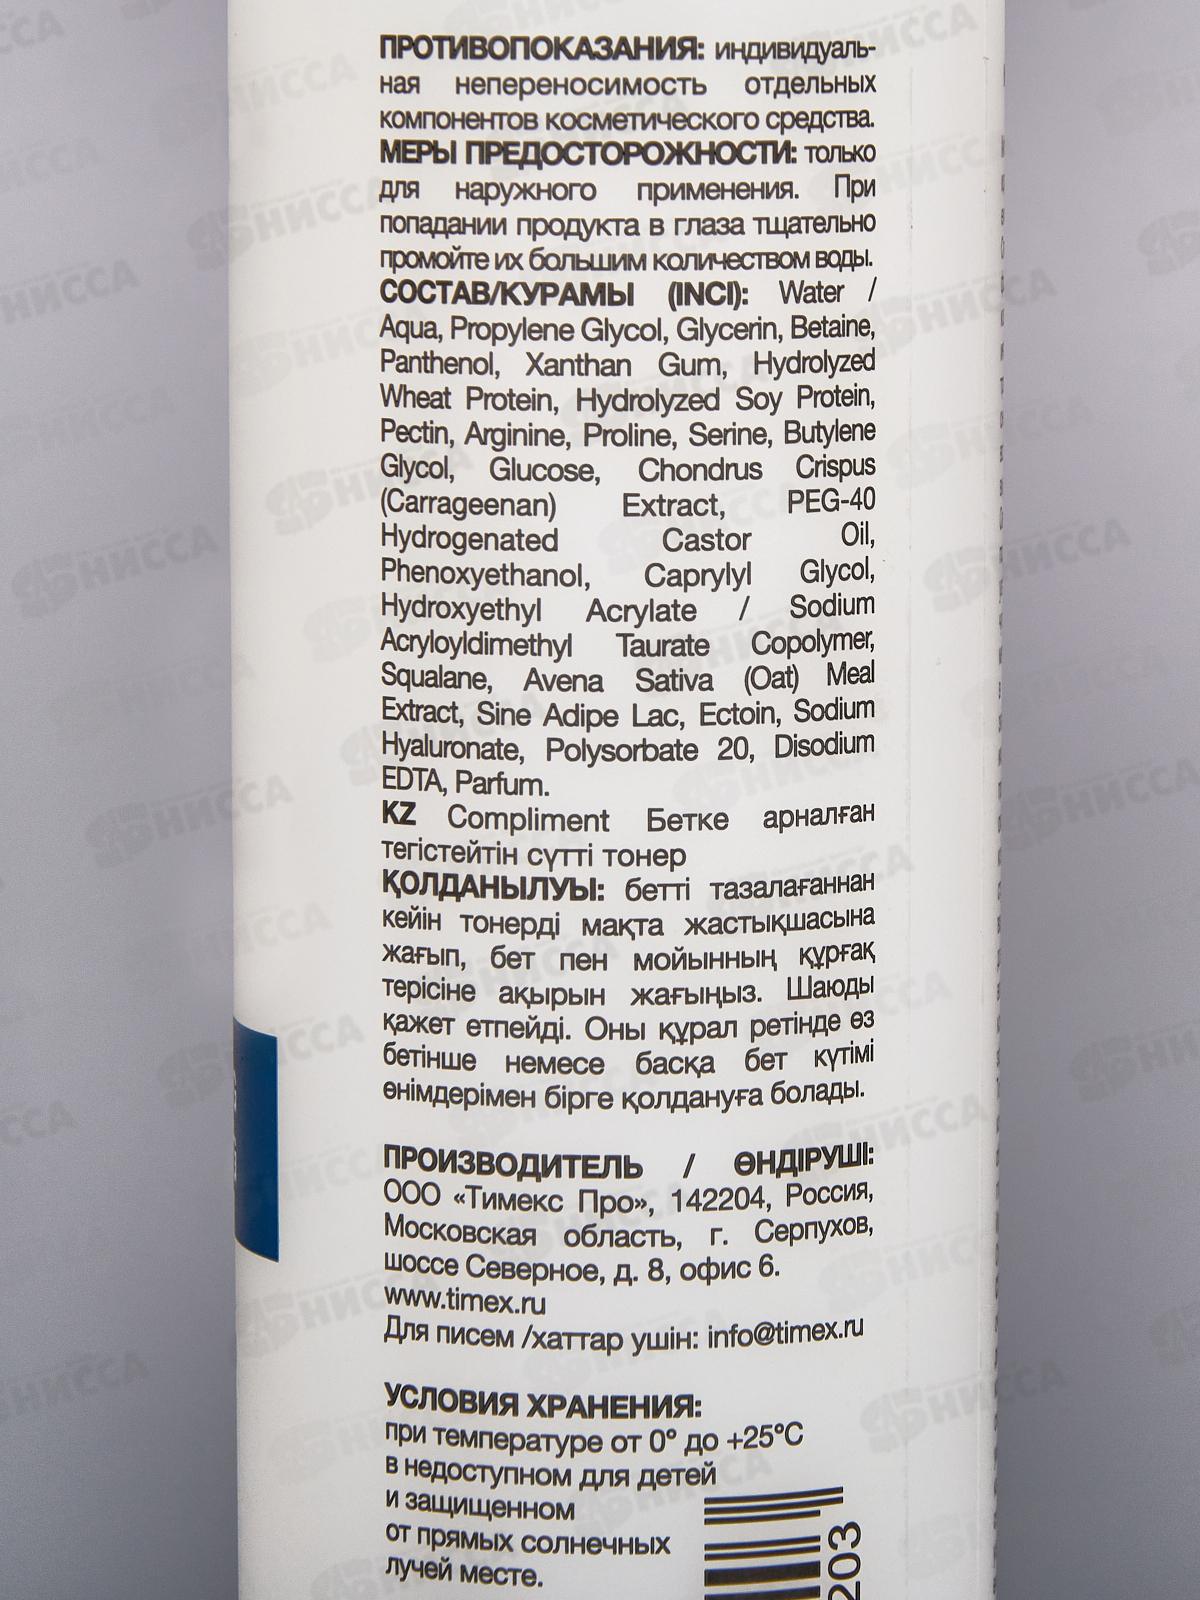 ПРОТИВОПОКАЗАНИЯ: индивидуаль-
ная непереносимость отдельных
компонентов косметического средства.
МЕРЫ ПРЕДОСТОРОЖНОСТИ: только
для наружного применения. При
попадании продукта в глаза тщательно
промойте их большим количеством воды.
СОСТАВ/КУРАМЫ (INCI): Water /
Aqua, Propylene Glycol, Glycerin, Betaine,
Panthenol, Xanthan Gum, Hydrolyzed
Wheat Protein, Hydrolyzed Soy Protein,
Pectin, Arginine, Proline, Serine, Butylene
Glycol, Glucose, Chondrus Crispus
(Carrageenan) Extract, PEG-40
Hydrogenated Castor Oil,
Phenoxyethanol, Caprylyl Glycol,
Hydroxyethyl Acrylate / Sodium
Acryloyldimethyl Taurate Copolymer,
Squalane, Avena Sativa (Oat) Meal
Extract, Sine Adipe Lac, Ectoin, Sodium
Hyaluronate, Polysorbate 20, Disodium
EDTA, Parfum.
KZ Compliment Бетке арналған
тегістейтін сүтті тонер
ҚОЛДАНЫЛУЫ: бетті тазалағаннан
кейін тонерді мақта жастықшасына
жағып, бет пен мойынның құрғақ
терісіне ақырын жағыңыз. Шаюды
қажет етпейді. Оны құрал ретінде өз
бетінше немесе басқа бет күтімі
өнімдерімен бірге қолдануға болады.
ПРОИЗВОДИТЕЛЬ / ӨНДІРУШІ:
ООО «Тимекс Про», 142204, Россия,
Московская область, г. Серпухов,
шоссе Северное, д. 8, офис 6.
www.timex.ru
Для писем /хаттар ушін: info@timex.ru
УСЛОВИЯ ХРАНЕНИЯ:
при температуре от 0° до +25°С
в недоступном для детей
и защищенном
от прямых солнечных
лучей месте.
203
НИССА